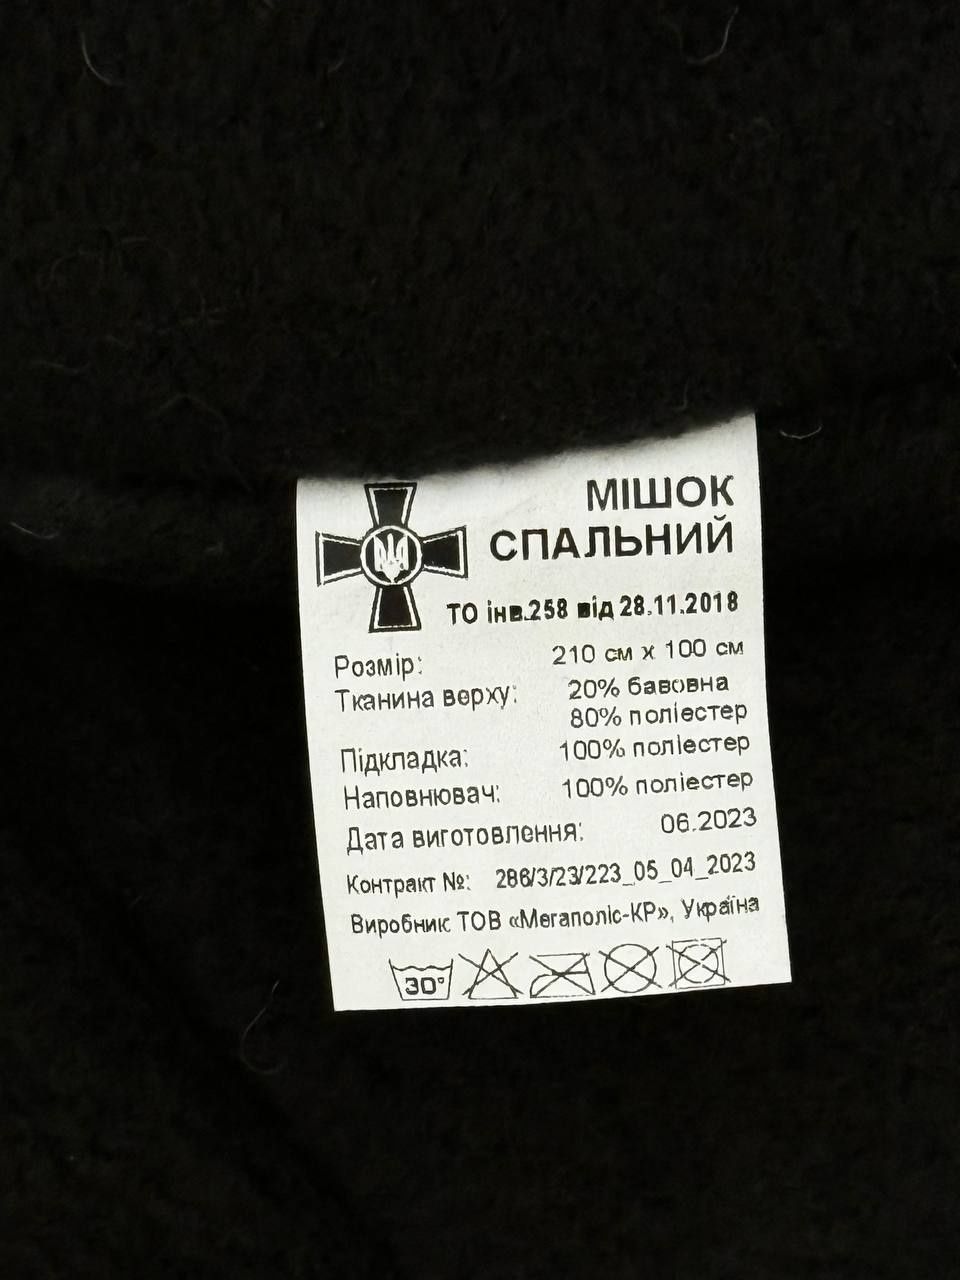 МІШОК
СПАЛЬНИЙ
ТО інв.258 від 28.11.2018
Розмір: 210 см х 100 см
Тканина верху: 20% бавовна
80% поліестер
Підкладка: 100% поліестер
Наповнювач: 100% поліестер
Дата виготовлення: 06.2023
Контракт №: 286/3/23/223_05_04_2023
Виробник: ТОВ «Мегаполіс-КР», Україна
30°